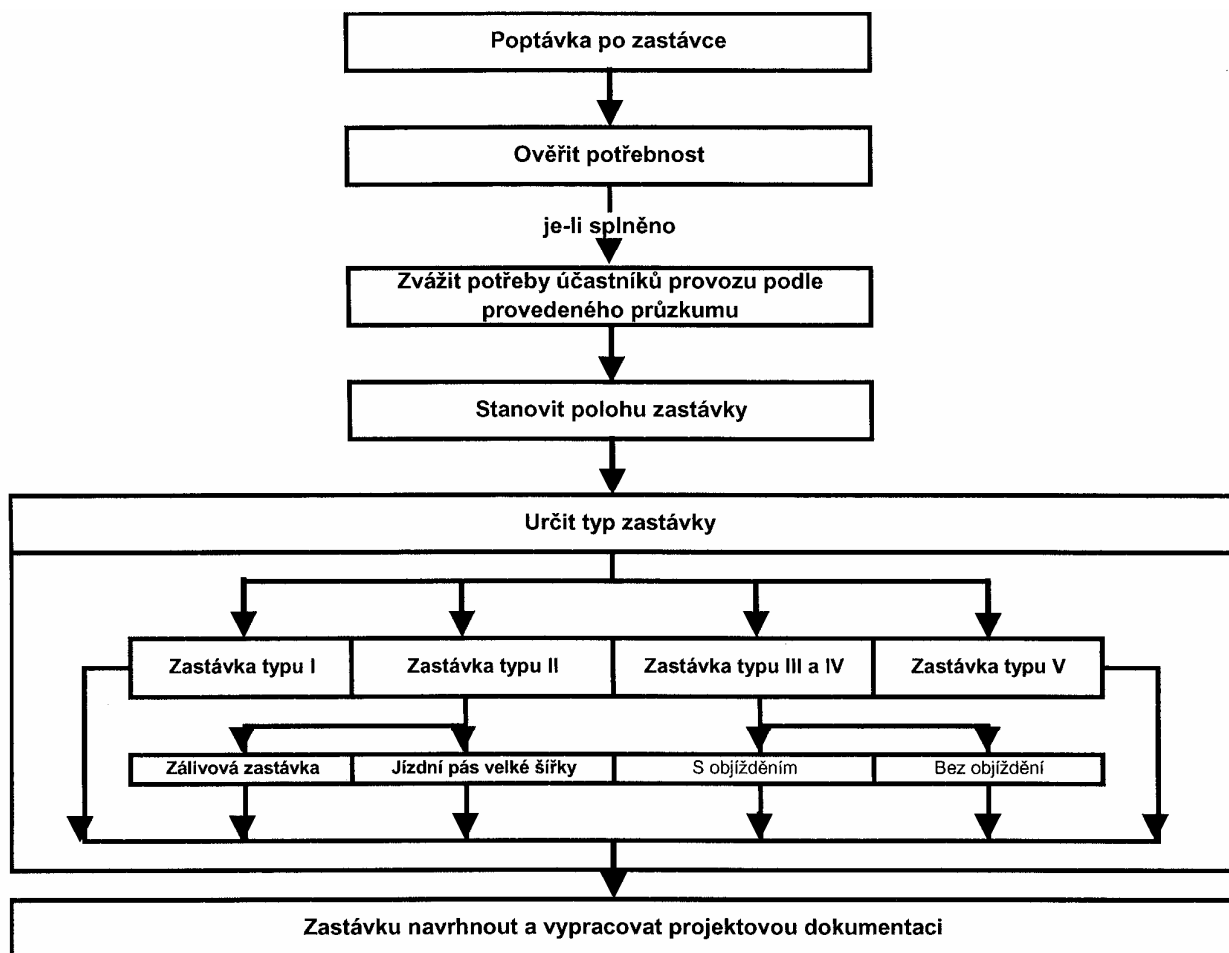 Poptávka po zastávce
Ověřit potřebnost
je-li splněno
Zvážit potřeby účastníků provozu podle
provedeného průzkumu
Stanovit polohu zastávky
Určit typ zastávky
Zastávka typu I
Zastávka typu II
Zastávka typu III a IV
Zastávka typu V
Zálivová zastávka
Jízdní pás velké šířky
S objížděním
Bez objíždění
Zastávku navrhnout a vypracovat projektovou dokumentaci